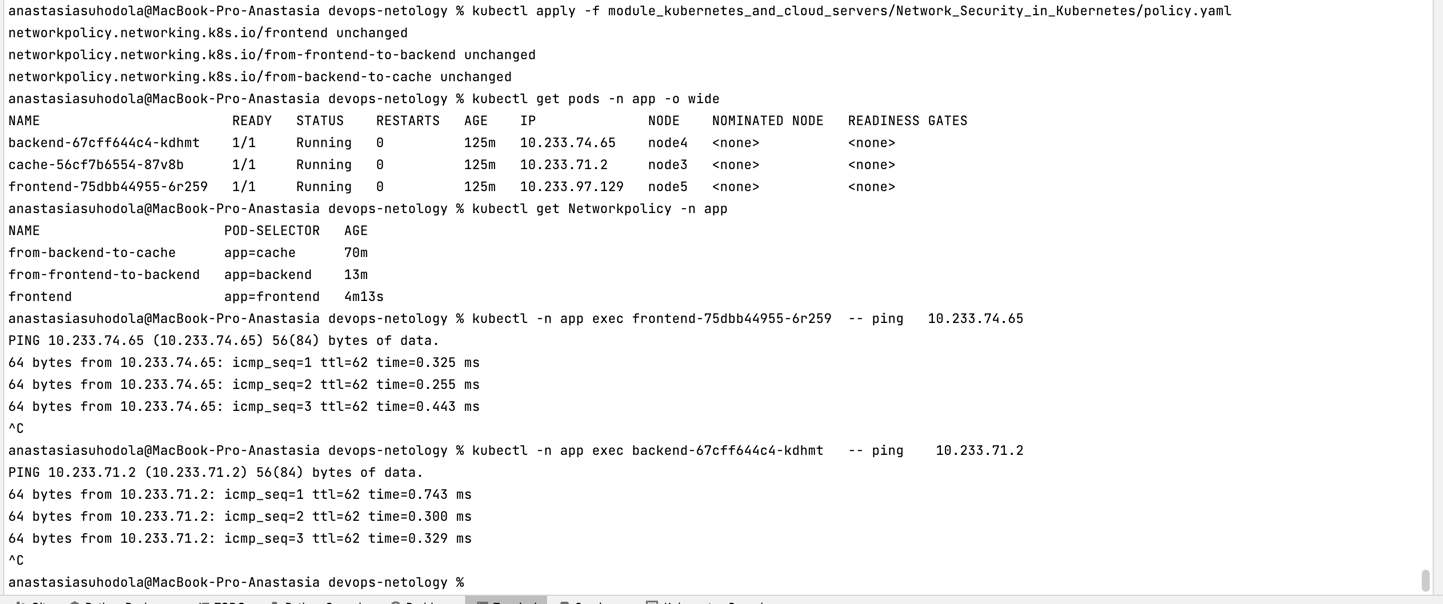 anastasiasuhodola@MacBook-Pro-Anastasia devops-netology % kubectl apply -f module_kubernetes_and_cloud_servers/Network_Security_in_Kubernetes/policy.yaml
networkpolicy.networking.k8s.io/frontend unchanged
networkpolicy.networking.k8s.io/from-frontend-to-backend unchanged
networkpolicy.networking.k8s.io/from-backend-to-cache unchanged
anastasiasuhodola@MacBook-Pro-Anastasia devops-netology % kubectl get pods -n app -o wide
NAME                        READY   STATUS    RESTARTS   AGE    IP              NODE    NOMINATED NODE   READINESS GATES
backend-67cff644c4-kdhmt    1/1     Running   0          125m   10.233.74.65    node4   <none>           <none>
cache-56cf7b6554-87v8b      1/1     Running   0          125m   10.233.71.2     node3   <none>           <none>
frontend-75dbb44955-6r259   1/1     Running   0          125m   10.233.97.129   node5   <none>           <none>
anastasiasuhodola@MacBook-Pro-Anastasia devops-netology % kubectl get Networkpolicy -n app
NAME                       POD-SELECTOR   AGE
from-backend-to-cache      app=cache      70m
from-frontend-to-backend   app=backend    13m
frontend                   app=frontend   4m13s
anastasiasuhodola@MacBook-Pro-Anastasia devops-netology % kubectl -n app exec frontend-75dbb44955-6r259  -- ping   10.233.74.65
PING 10.233.74.65 (10.233.74.65) 56(84) bytes of data.
64 bytes from 10.233.74.65: icmp_seq=1 ttl=62 time=0.325 ms
64 bytes from 10.233.74.65: icmp_seq=2 ttl=62 time=0.255 ms
64 bytes from 10.233.74.65: icmp_seq=3 ttl=62 time=0.443 ms
^C
anastasiasuhodola@MacBook-Pro-Anastasia devops-netology % kubectl -n app exec backend-67cff644c4-kdhmt   -- ping    10.233.71.2
PING 10.233.71.2 (10.233.71.2) 56(84) bytes of data.
64 bytes from 10.233.71.2: icmp_seq=1 ttl=62 time=0.743 ms
64 bytes from 10.233.71.2: icmp_seq=2 ttl=62 time=0.300 ms
64 bytes from 10.233.71.2: icmp_seq=3 ttl=62 time=0.329 ms
^C
anastasiasuhodola@MacBook-Pro-Anastasia devops-netology %